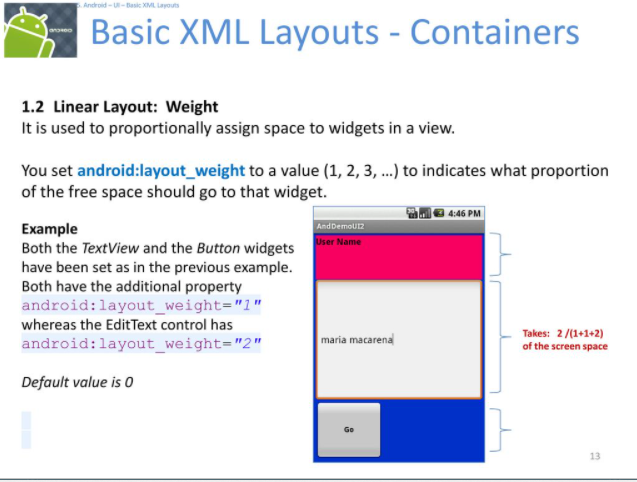 5. Android – UI – Basic XML Layouts
ANDROID
Basic XML Layouts - Containers
1.2 Linear Layout: Weight
It is used to proportionally assign space to widgets in a view.
You set android:layout_weight to a value (1, 2, 3, …) to indicates what proportion
of the free space should go to that widget.
Example
Both the TextView and the Button widgets
have been set as in the previous example.
Both have the additional property
android:layout_weight="1"
whereas the EditText control has
android:layout_weight="2"
Default value is 0
4:46 PM
AndDemoUI2
User Name
maria macarena
Go
Takes: 2 /(1+1+2)
of the screen space
13